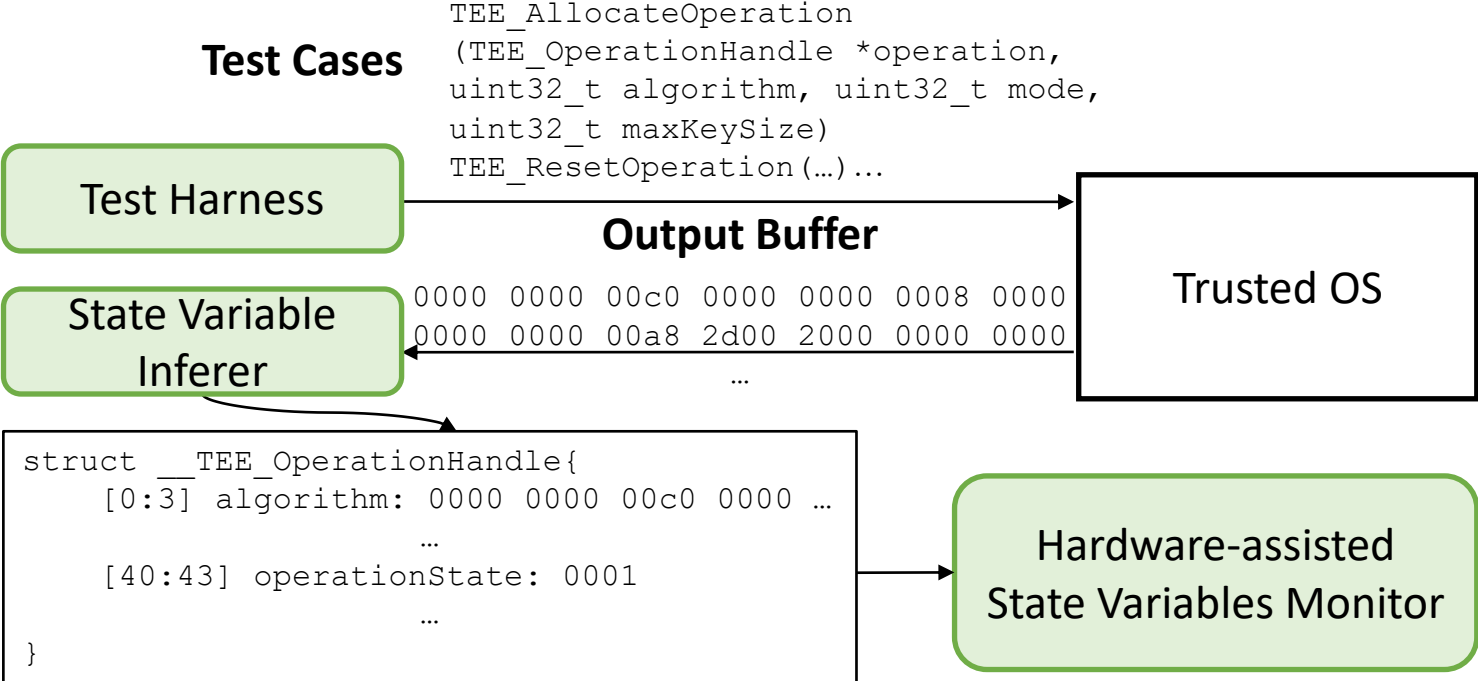 TEE_AllocateOperation
Test Cases
(TEE_OperationHandle *operation,
uint32_t algorithm, uint32_t mode,
uint32_t maxKeySize)
TEE_ResetOperation(…)…
Test Harness
Output Buffer
Trusted OS
State Variable
Inferer
0000 0000 00c0 0000 0000 0008 0000
0000 0000 00a8 2d00 2000 0000 0000
…
struct __TEE_OperationHandle{
[0:3] algorithm: 0000 0000 00c0 0000 …
…
[40:43] operationState: 0001
…
}
Hardware-assisted
State Variables Monitor